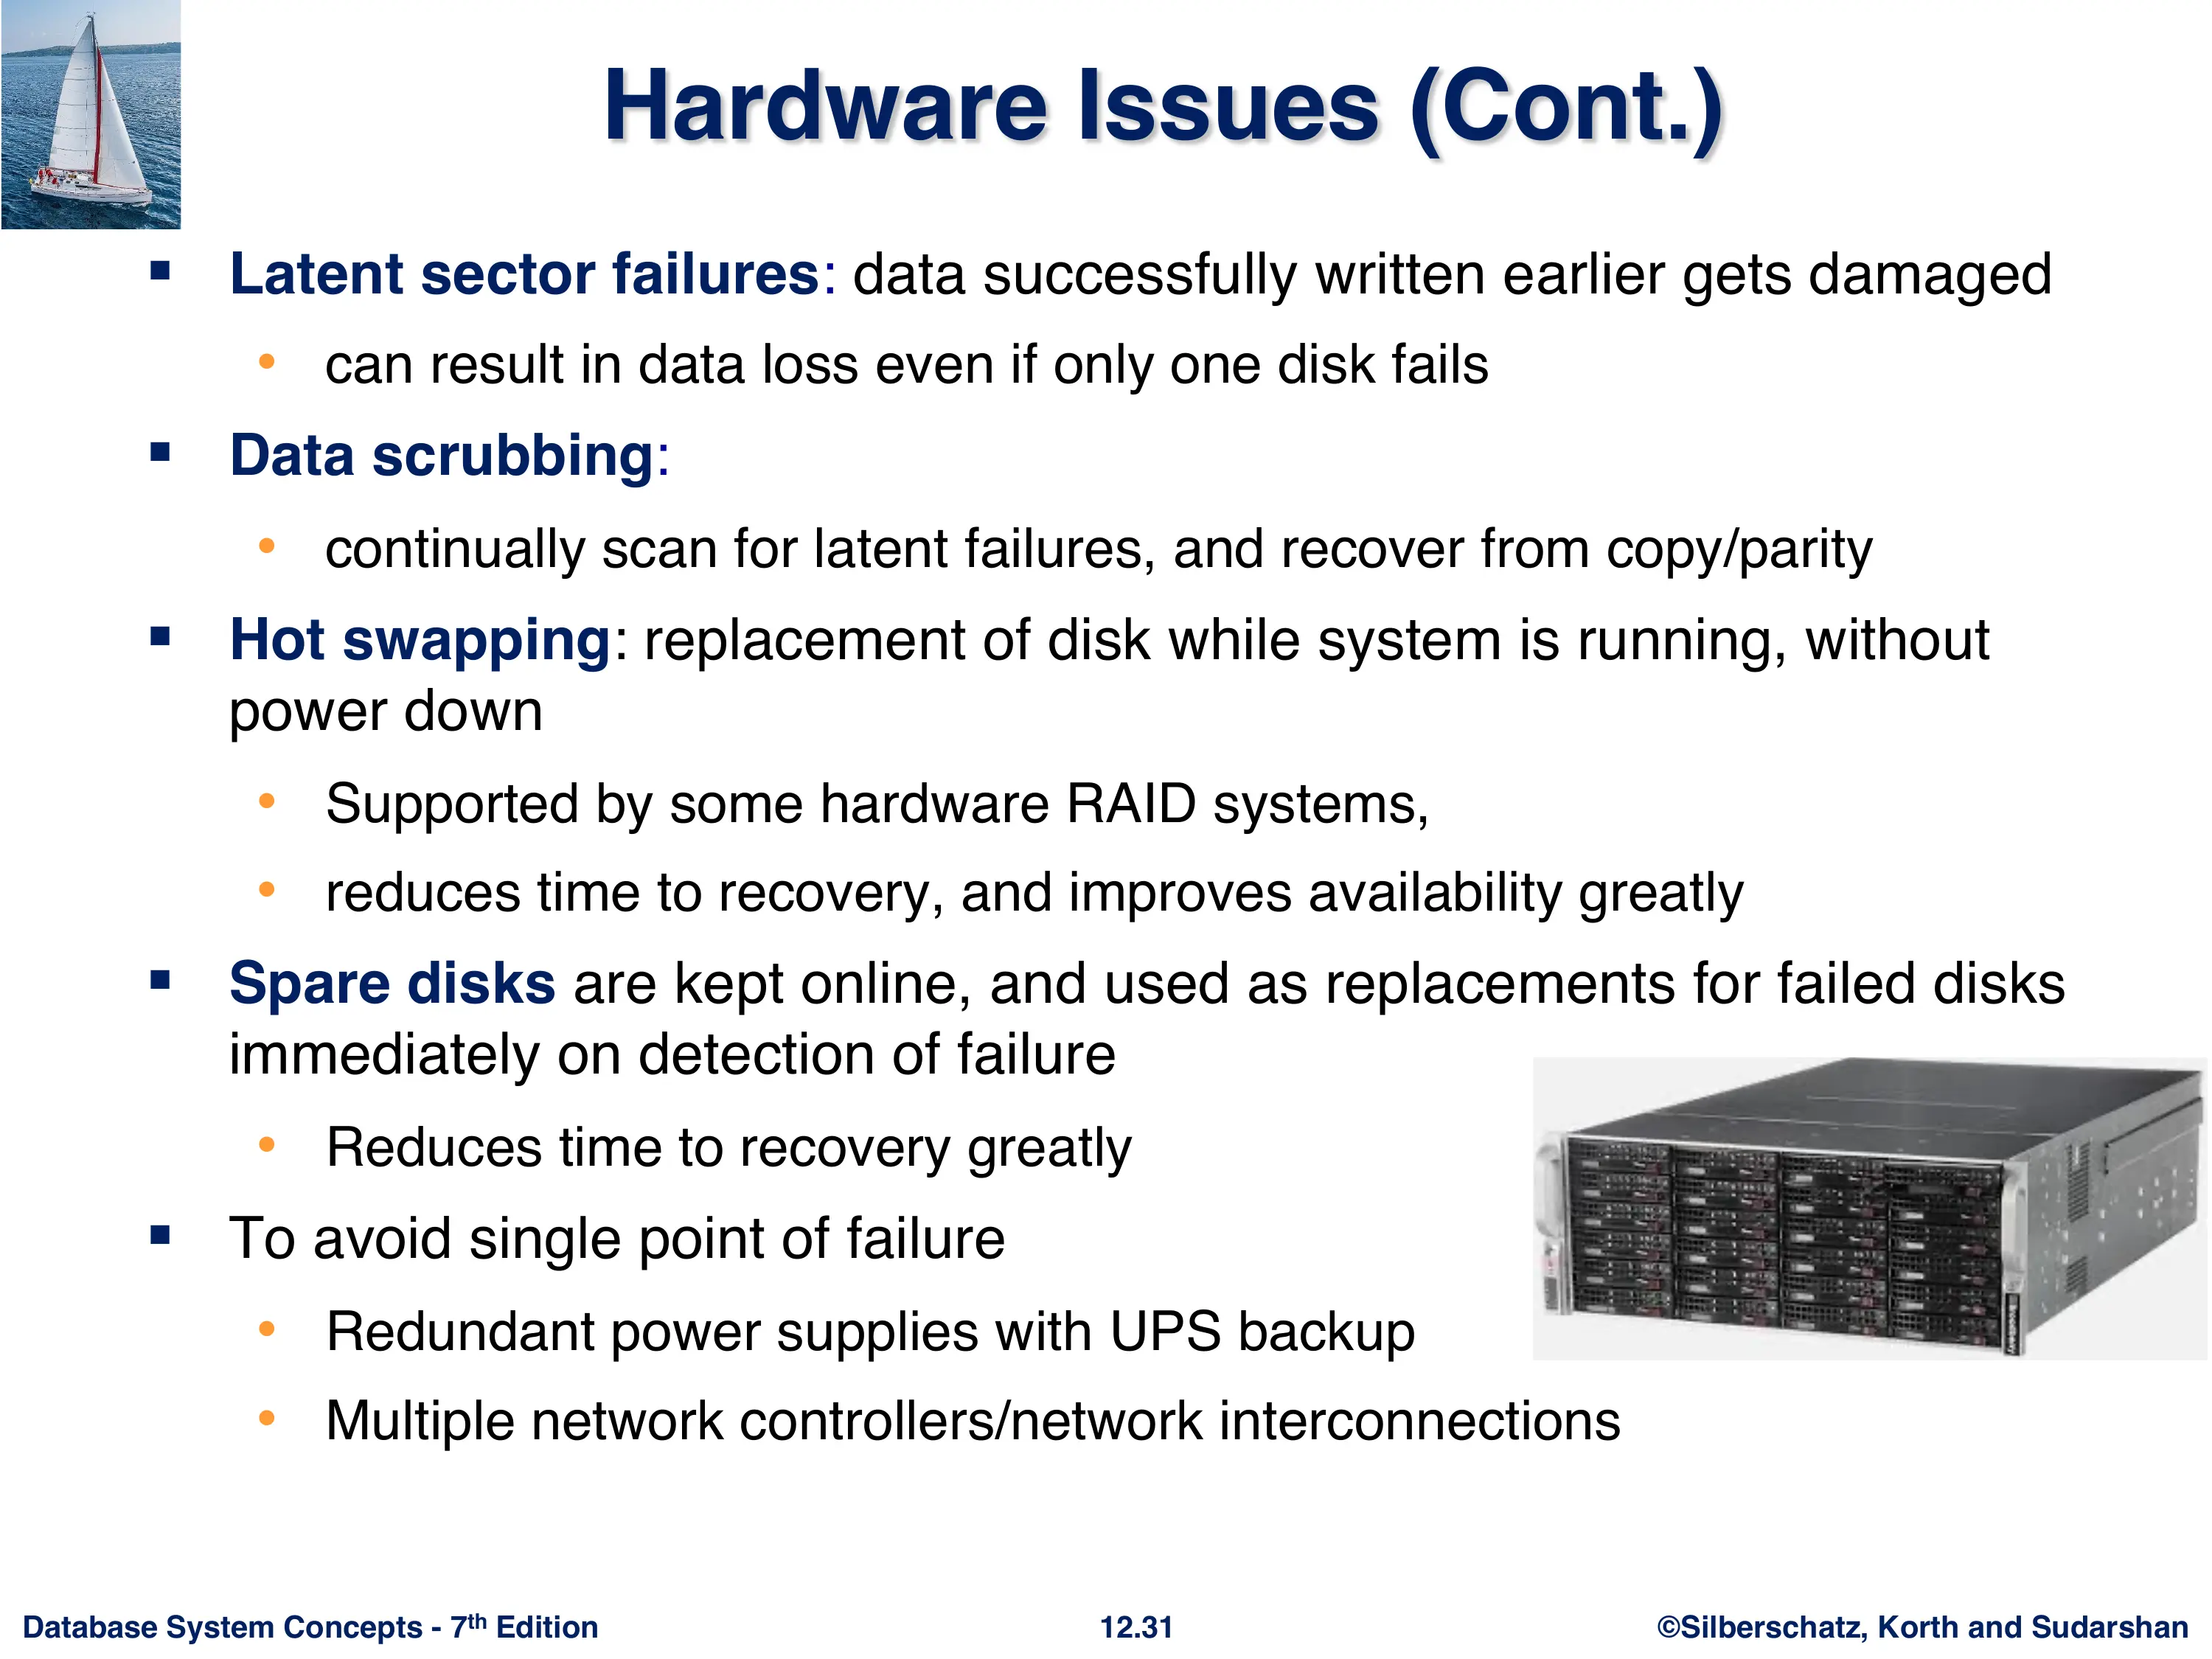 Hardware Issues (Cont.)
▪ Latent sector failures: data successfully written earlier gets damaged
• can result in data loss even if only one disk fails
▪ Data scrubbing:
• continually scan for latent failures, and recover from copy/parity
▪ Hot swapping: replacement of disk while system is running, without
power down
• Supported by some hardware RAID systems,
• reduces time to recovery, and improves availability greatly
▪ Spare disks are kept online, and used as replacements for failed disks
immediately on detection of failure
• Reduces time to recovery greatly
▪ To avoid single point of failure
• Redundant power supplies with UPS backup
• Multiple network controllers/network interconnections
Database System Concepts - 7th Edition
12.31
©Silberschatz, Korth and Sudarshan